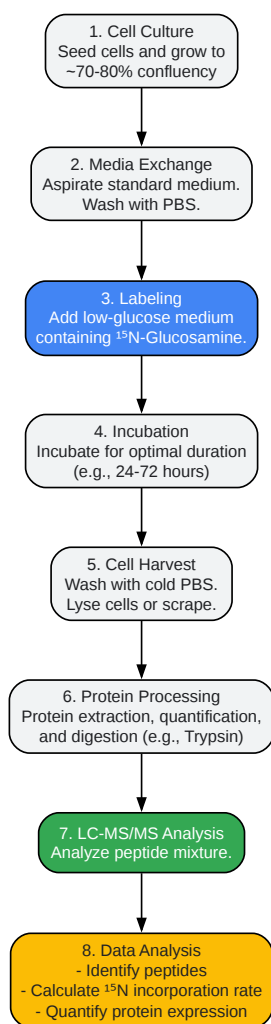 1. Cell Culture
Seed cells and grow to
~70-80% confluency
2. Media Exchange
Aspirate standard medium.
Wash with PBS.
3. Labeling
Add low-glucose medium
containing ¹⁵N-Glucosamine.
4. Incubation
Incubate for optimal duration
(e.g., 24-72 hours)
5. Cell Harvest
Wash with cold PBS.
Lyse cells or scrape.
6. Protein Processing
Protein extraction, quantification,
and digestion (e.g., Trypsin)
7. LC-MS/MS Analysis
Analyze peptide mixture.
8. Data Analysis
- Identify peptides
- Calculate ¹⁵N incorporation rate
- Quantify protein expression